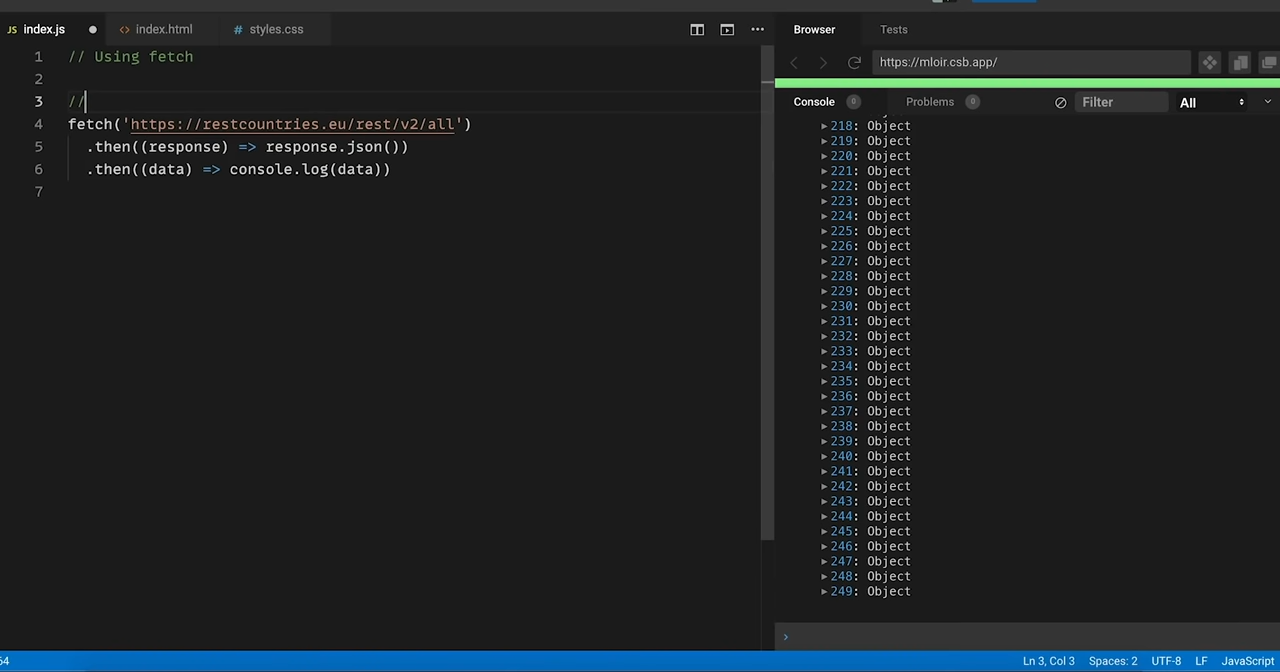 JS index.js
<> index.html
# styles.css
Browser
Tests
https://mloir.csb.app/
Console 0
Problems 0
Filter
All
1 // Using fetch
2
3 //
4 fetch('https://restcountries.eu/rest/v2/all')
5 .then((response) => response.json())
6 .then((data) => console.log(data))
7
218: Object
219: Object
220: Object
221: Object
222: Object
223: Object
224: Object
225: Object
226: Object
227: Object
228: Object
229: Object
230: Object
231: Object
232: Object
233: Object
234: Object
235: Object
236: Object
237: Object
238: Object
239: Object
240: Object
241: Object
242: Object
243: Object
244: Object
245: Object
246: Object
247: Object
248: Object
249: Object
64
Ln 3, Col 3
Spaces: 2
UTF-8
LF
JavaScript